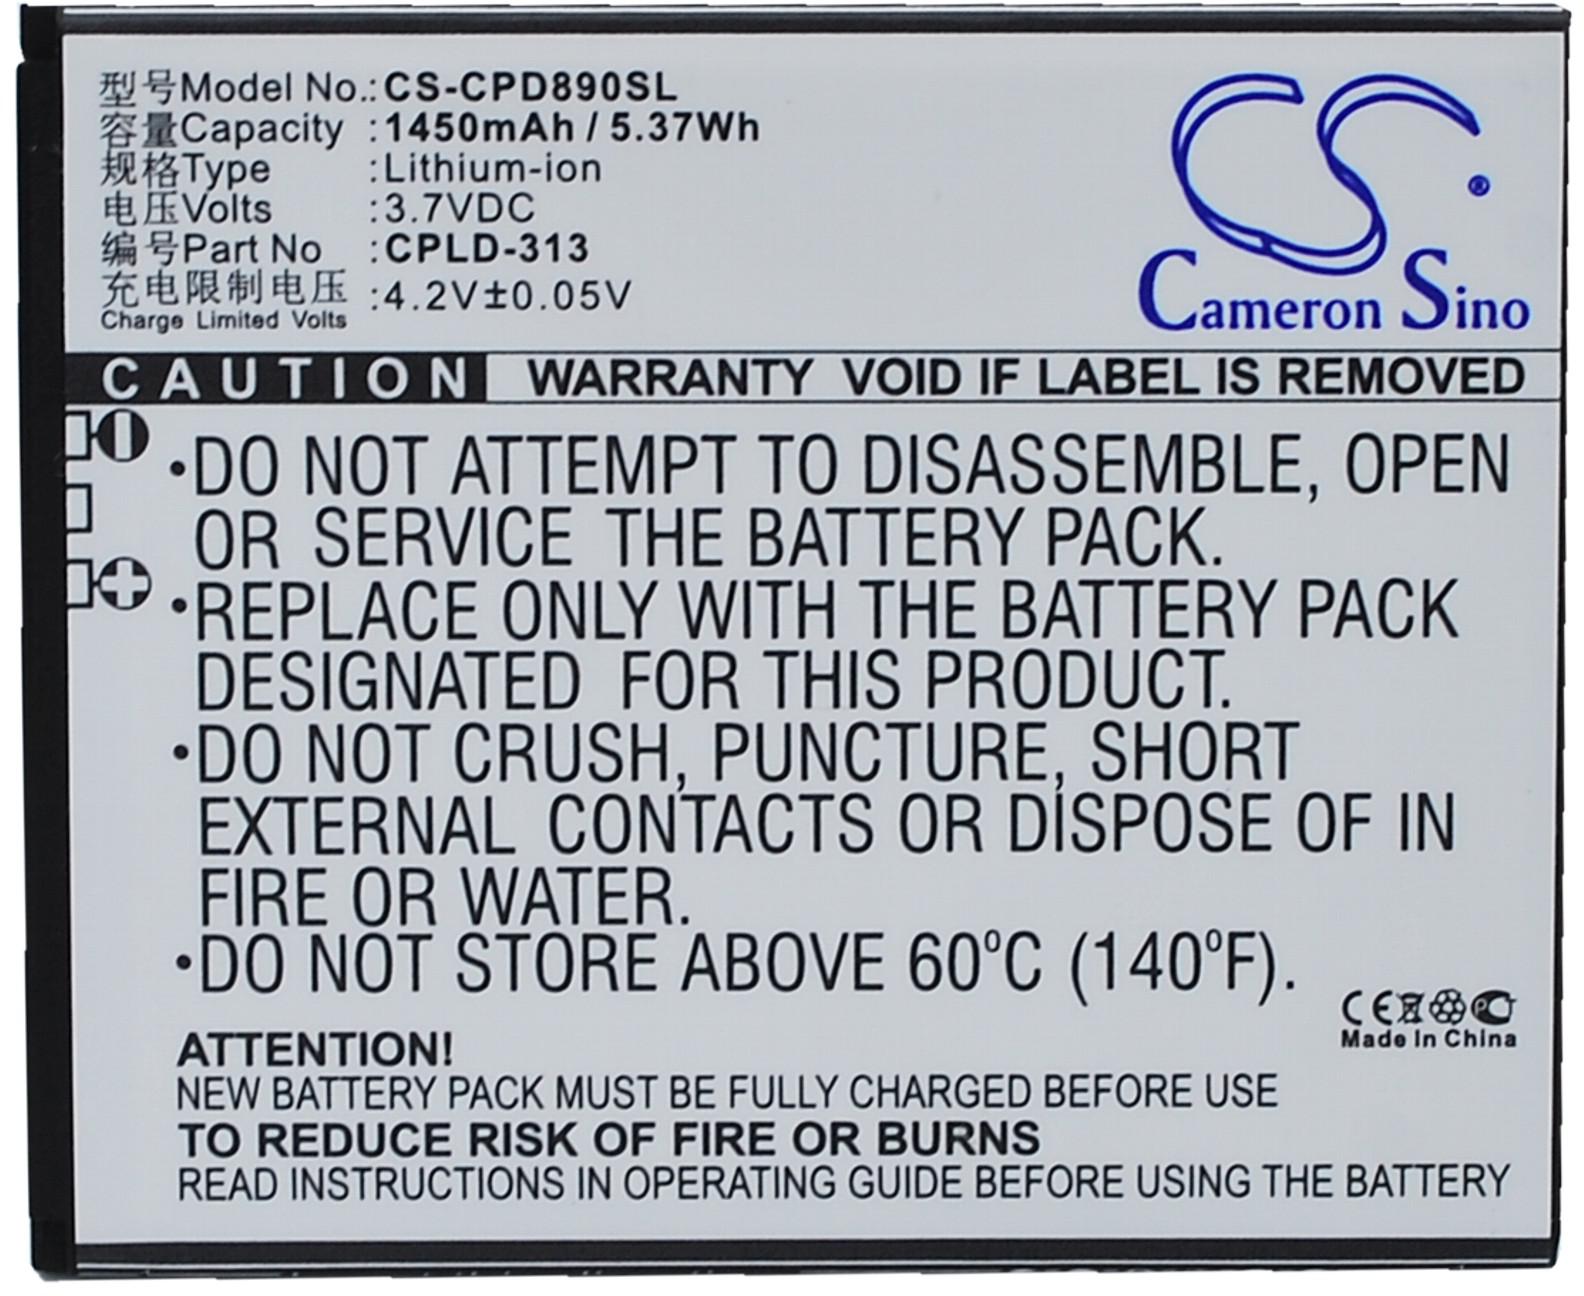 型号Model No.: CS-CPD890SL
容量Capacity : 1450mAh / 5.37Wh
规格Type : Lithium-ion
电压Volts : 3.7VDC
编号Part No : CPLD-313
充电限制电压 : 4.2V±0.05V
Charge Limited Volts
CS ®
Cameron Sino
CAUTION WARRANTY VOID IF LABEL IS REMOVED
•DO NOT ATTEMPT TO DISASSEMBLE, OPEN
OR SERVICE THE BATTERY PACK.
•REPLACE ONLY WITH THE BATTERY PACK
DESIGNATED FOR THIS PRODUCT.
•DO NOT CRUSH, PUNCTURE, SHORT
EXTERNAL CONTACTS OR DISPOSE OF IN
FIRE OR WATER.
•DO NOT STORE ABOVE 60°C (140°F).
CE PC
Made In China
ATTENTION!
NEW BATTERY PACK MUST BE FULLY CHARGED BEFORE USE
TO REDUCE RISK OF FIRE OR BURNS
READ INSTRUCTIONS IN OPERATING GUIDE BEFORE USING THE BATTERY